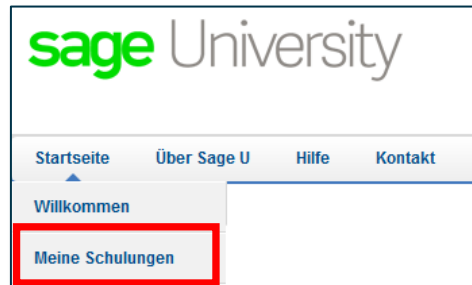 sage University
Startseite Über Sage U Hilfe Kontakt
Willkommen
Meine Schulungen